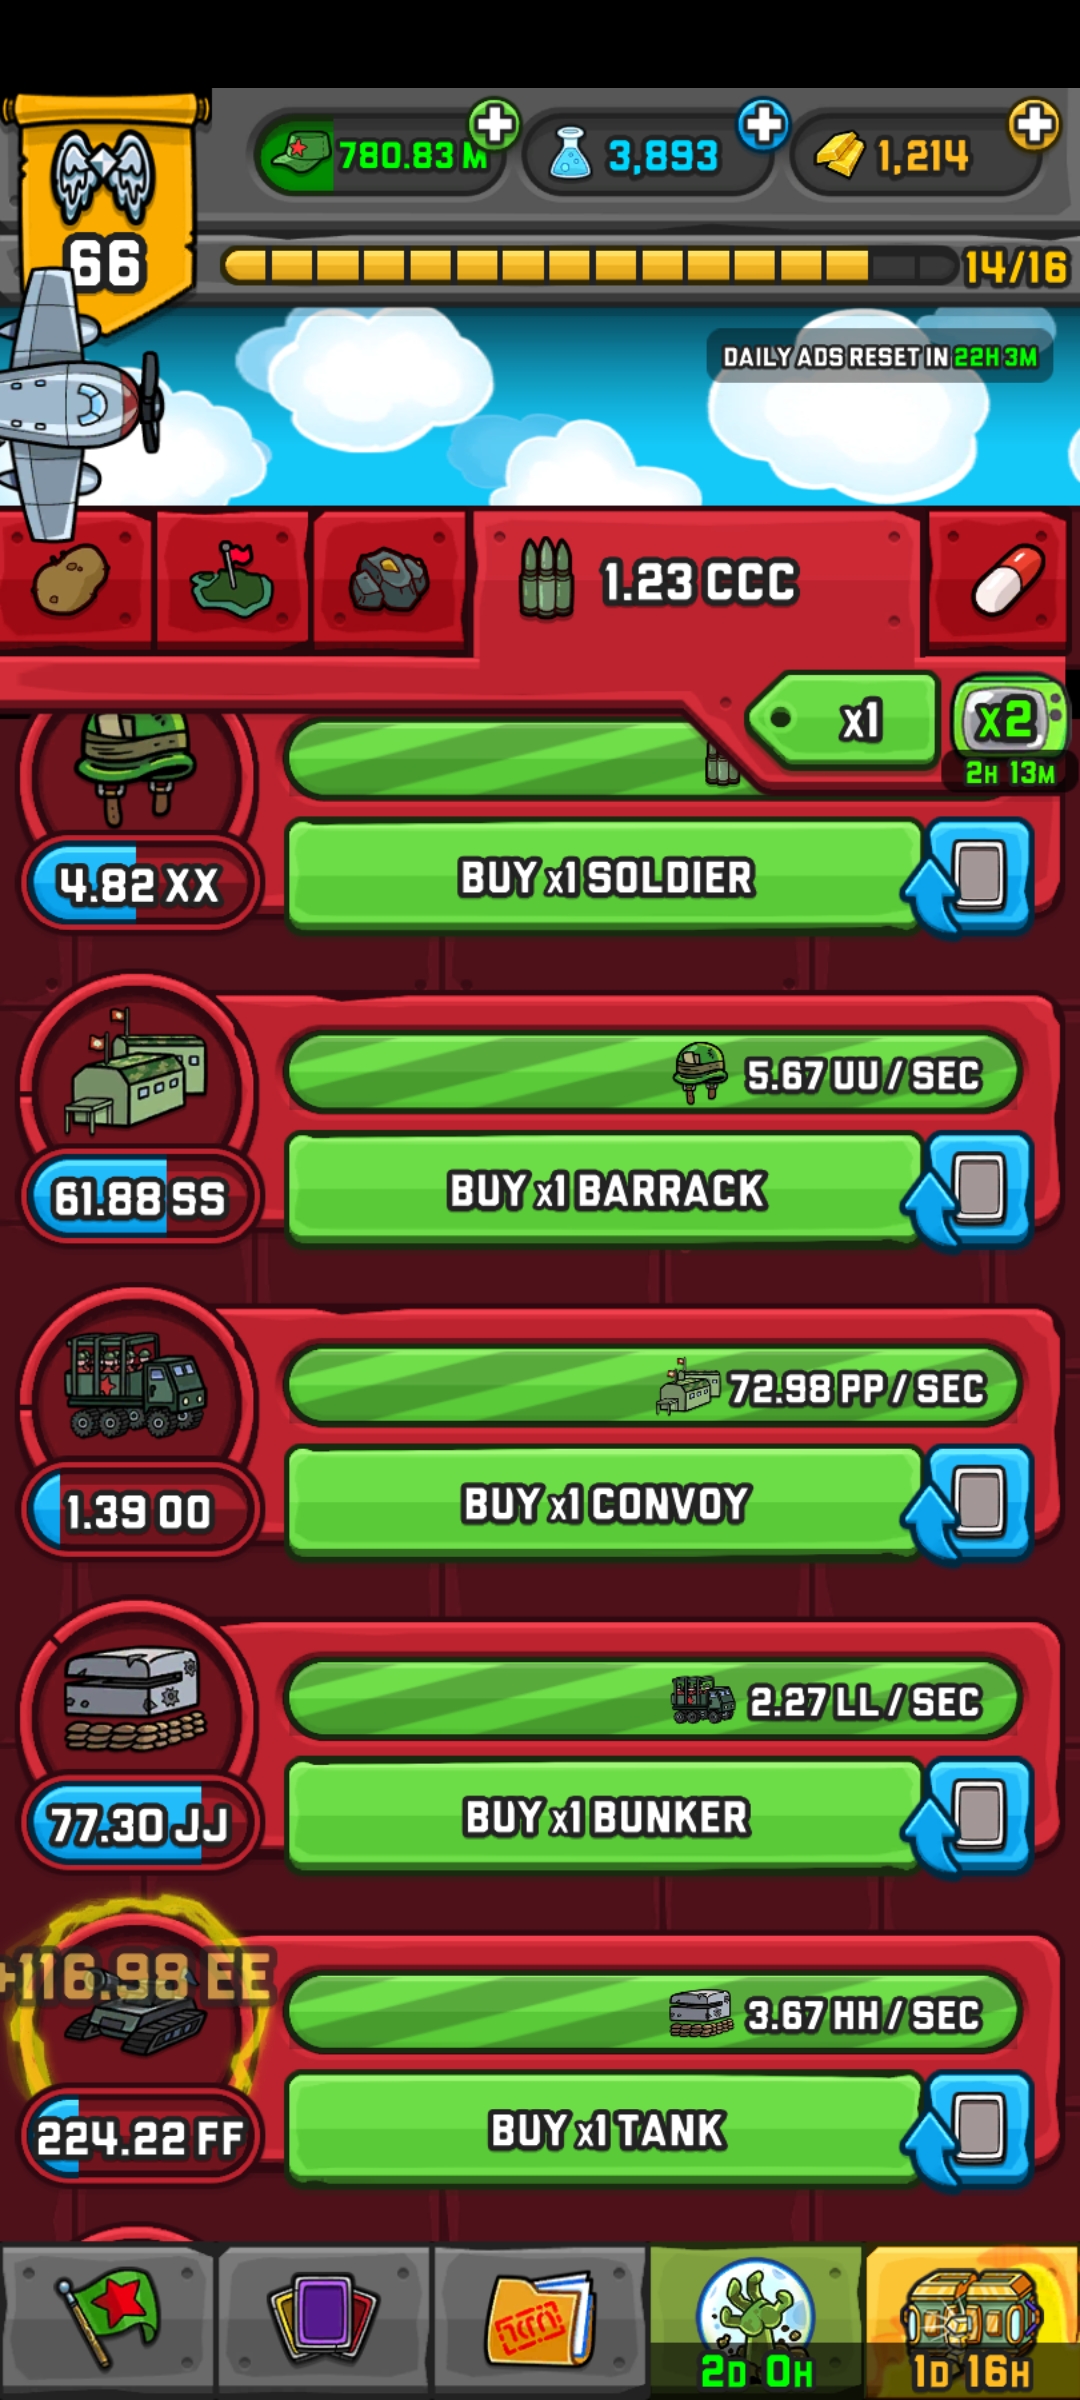 780.83 M
3,893
1,214
66
14/16
DAILY ADS RESET IN 22H 3M
1.23 CCC
x1
x2
2H 13M
4.82 XX
BUY x1 SOLDIER
5.67 UU / SEC
61.88 SS
BUY x1 BARRACK
72.98 PP / SEC
1.39 OO
BUY x1 CONVOY
2.27 LL / SEC
77.30 JJ
BUY x1 BUNKER
+116.98 EE
3.67 HH / SEC
224.22 FF
BUY x1 TANK
2D 0H
1D 16H